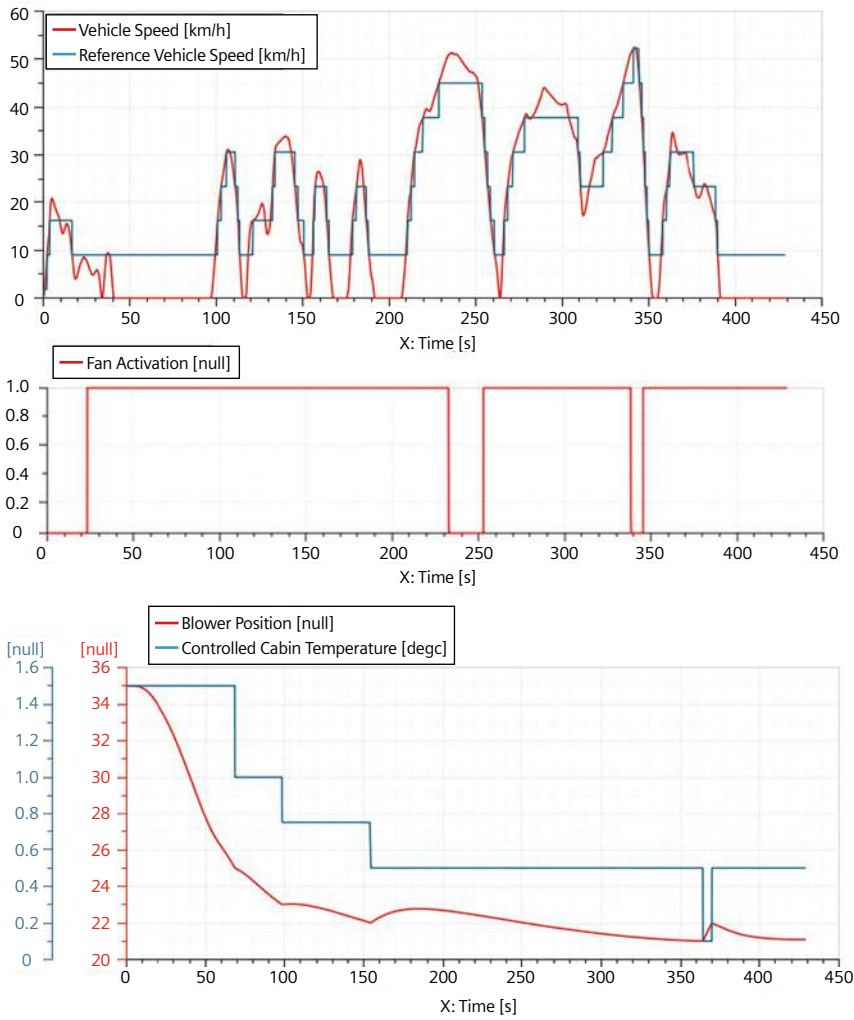 Vehicle Speed [km/h]
Reference Vehicle Speed [km/h]
60
50
40
30
20
10
0
0 50 100 150 200 250 300 350 400 450
X: Time [s]
Fan Activation [null]
1.0
0.8
0.6
0.4
0.2
0
0 50 100 150 200 250 300 350 400 450
X: Time [s]
Blower Position [null]
Controlled Cabin Temperature [degc]
[null] [null]
1.6 36
1.4 34
1.2 32
1.0 30
0.8 28
0.6 26
0.4 24
0.2 22
0 20
0 50 100 150 200 250 300 350 400 450
X: Time [s]